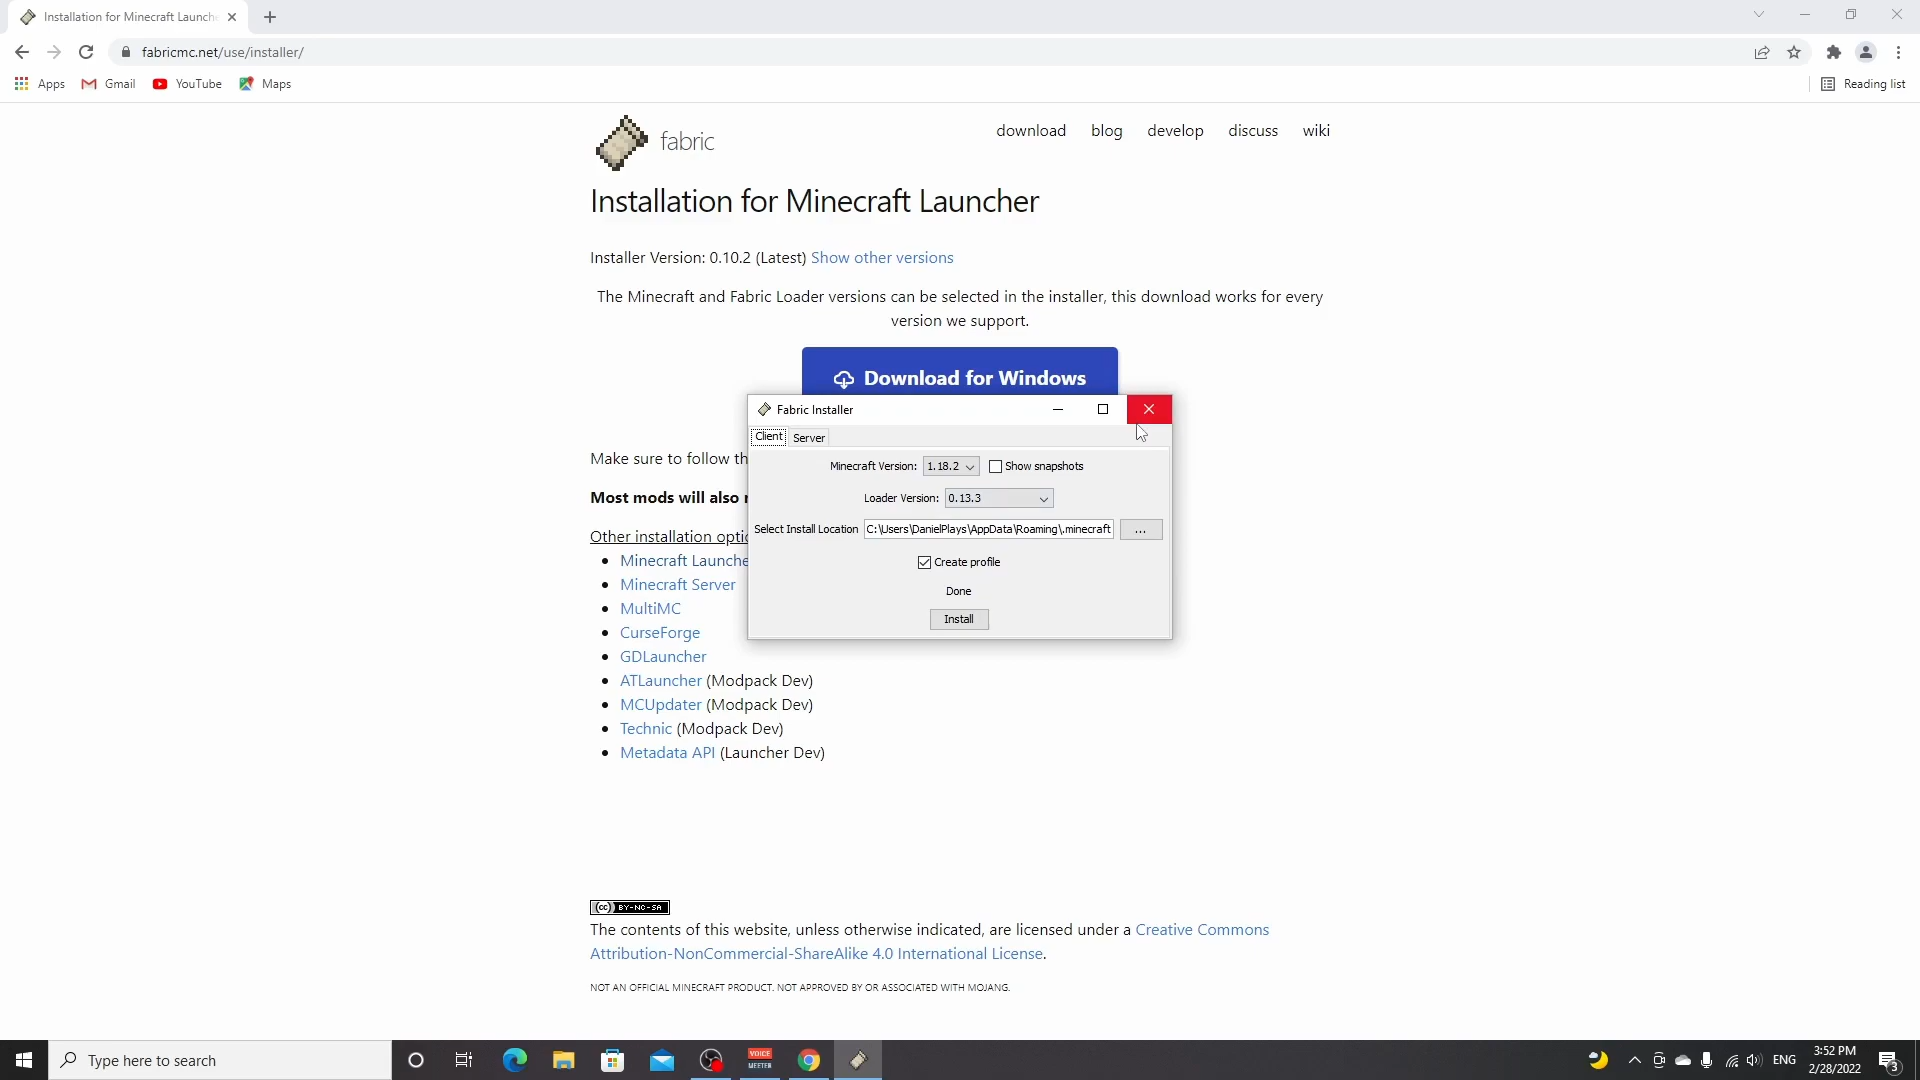 Installation for Minecraft Launche
fabricmc.net/use/installer/
Apps
Gmail
YouTube
Maps
Reading list
fabric
download
blog
develop
discuss
wiki
Installation for Minecraft Launcher
Installer Version: 0.10.2 (Latest) Show other versions
The Minecraft and Fabric Loader versions can be selected in the installer, this download works for every
version we support.
Download for Windows
Fabric Installer
Client
Server
Minecraft Version:
1.18.2
Show snapshots
Loader Version:
0.13.3
Select Install Location
C:\Users\DanielPlays\AppData\Roaming\.minecraft
...
Create profile
Done
Install
Make sure to follow th
Most mods will also
Other installation optio
Minecraft Launche
Minecraft Server
MultiMC
CurseForge
GDLauncher
ATLauncher (Modpack Dev)
MCUpdater (Modpack Dev)
Technic (Modpack Dev)
Metadata API (Launcher Dev)
(cc) BY-NC-SA
The contents of this website, unless otherwise indicated, are licensed under a Creative Commons
Attribution-NonCommercial-ShareAlike 4.0 International License.
NOT AN OFFICIAL MINECRAFT PRODUCT. NOT APPROVED BY OR ASSOCIATED WITH MOJANG.
Type here to search
VOICE
MEETER
ENG
3:52 PM
2/28/2022
3